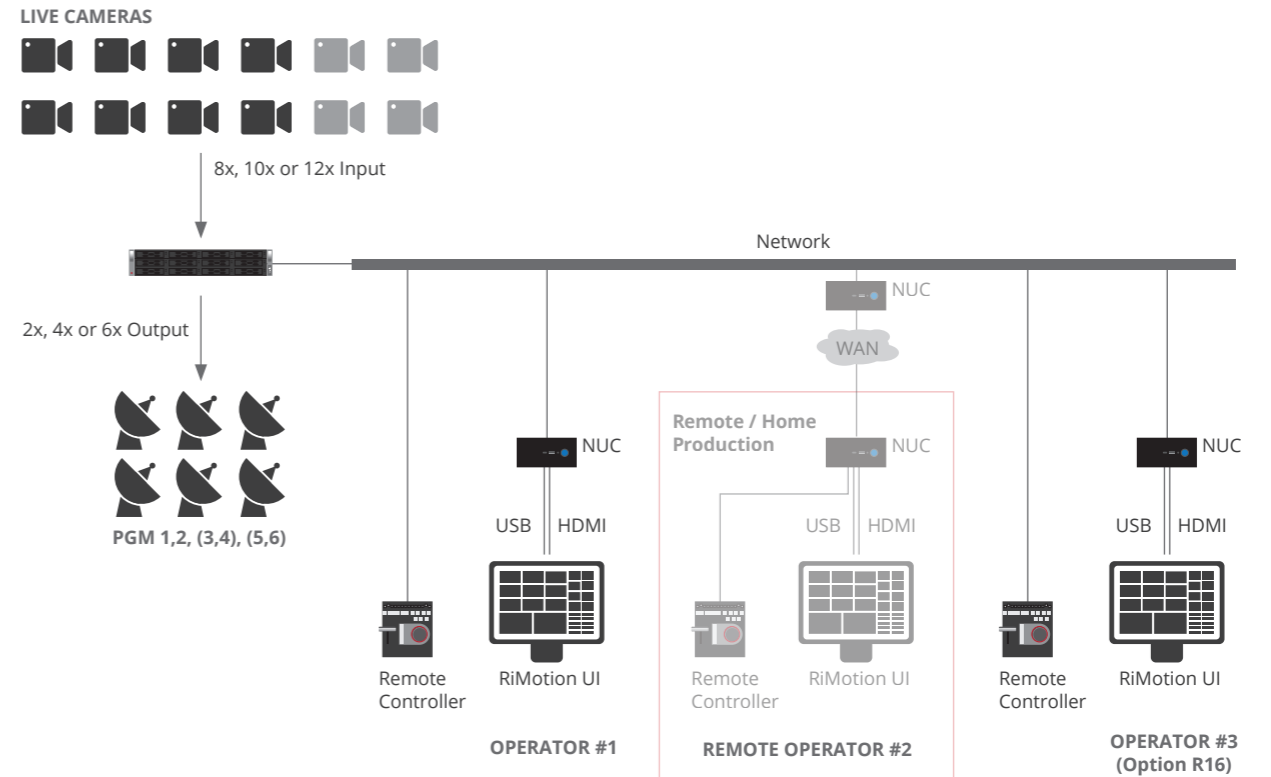 LIVE CAMERAS
8x, 10x or 12x Input
Network
NUC
2x, 4x or 6x Output
WAN
Remote / Home
Production
NUC
NUC
NUC
USB
HDMI
USB
HDMI
USB
HDMI
PGM 1,2, (3,4), (5,6)
Remote
Controller
RiMotion UI
Remote
Controller
RiMotion UI
Remote
Controller
RiMotion UI
OPERATOR #1
REMOTE OPERATOR #2
OPERATOR #3
(Option R16)